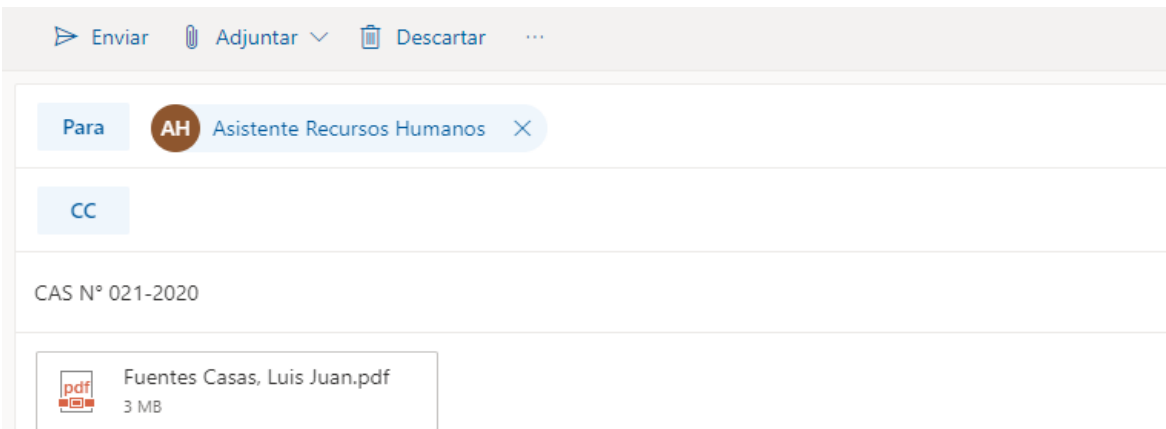 Enviar Adjuntar Descartar ...
Para AH Asistente Recursos Humanos
CC
CAS N° 021-2020
pdf Fuentes Casas, Luis Juan.pdf
3 MB